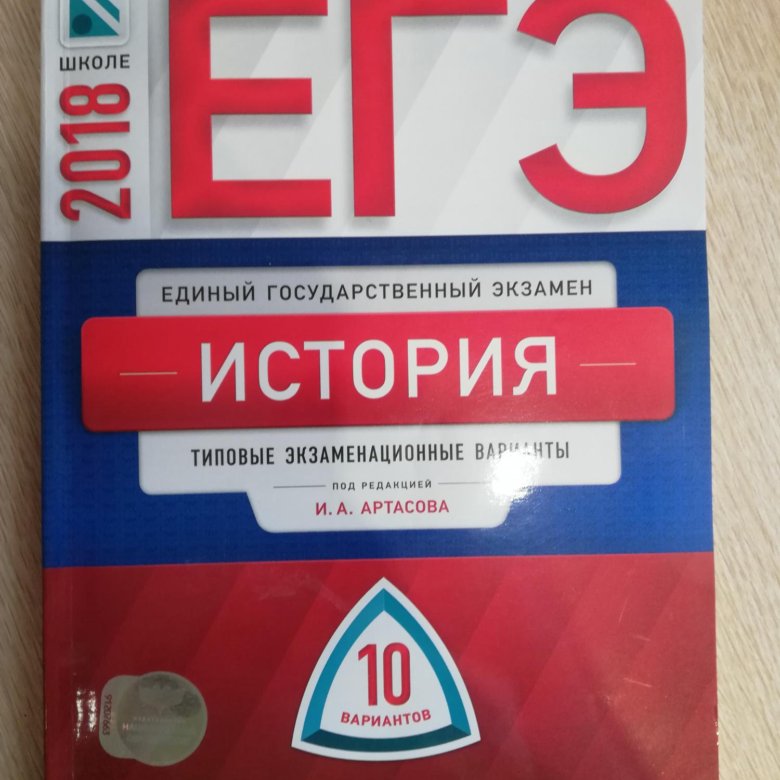 ШКОЛЕ
2018
ЕГЭ
ЕДИНЫЙ ГОСУДАРСТВЕННЫЙ ЭКЗАМЕН
ИСТОРИЯ
ТИПОВЫЕ ЭКЗАМЕНАЦИОННЫЕ ВАРИАНТЫ
ПОД РЕДАКЦИЕЙ
И. А. АРТАСОВА
10
ВАРИАНТОВ